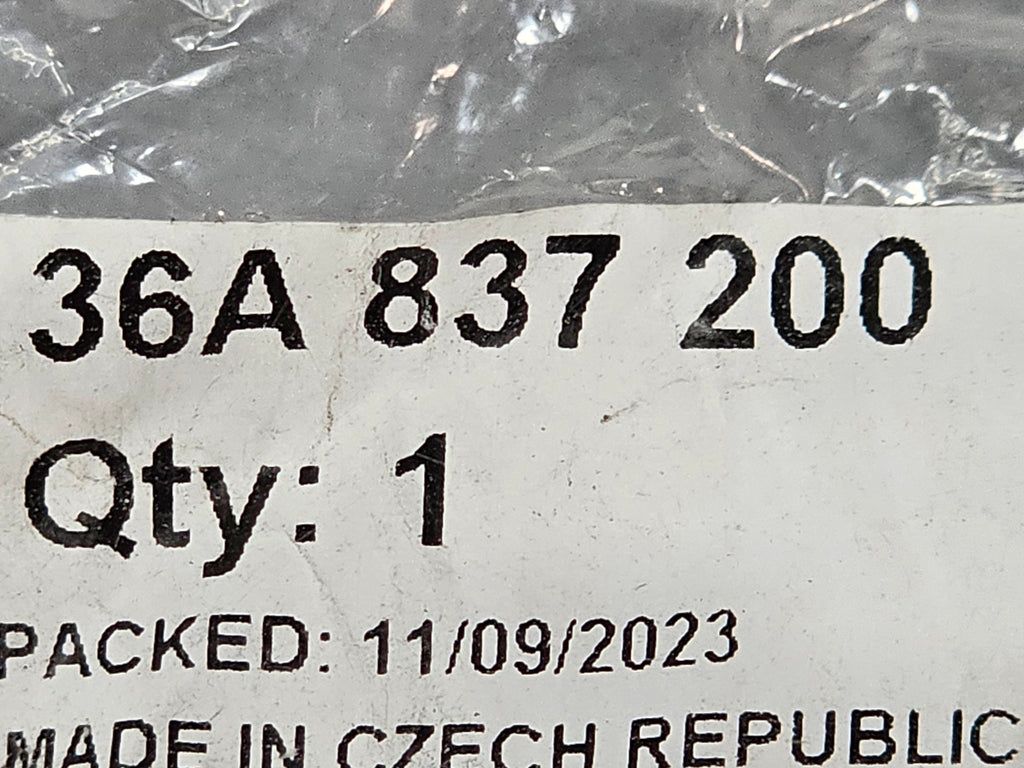 36A 837 200
Qty: 1
PACKED: 11/09/2023
MADE IN CZECH REPUBLIC